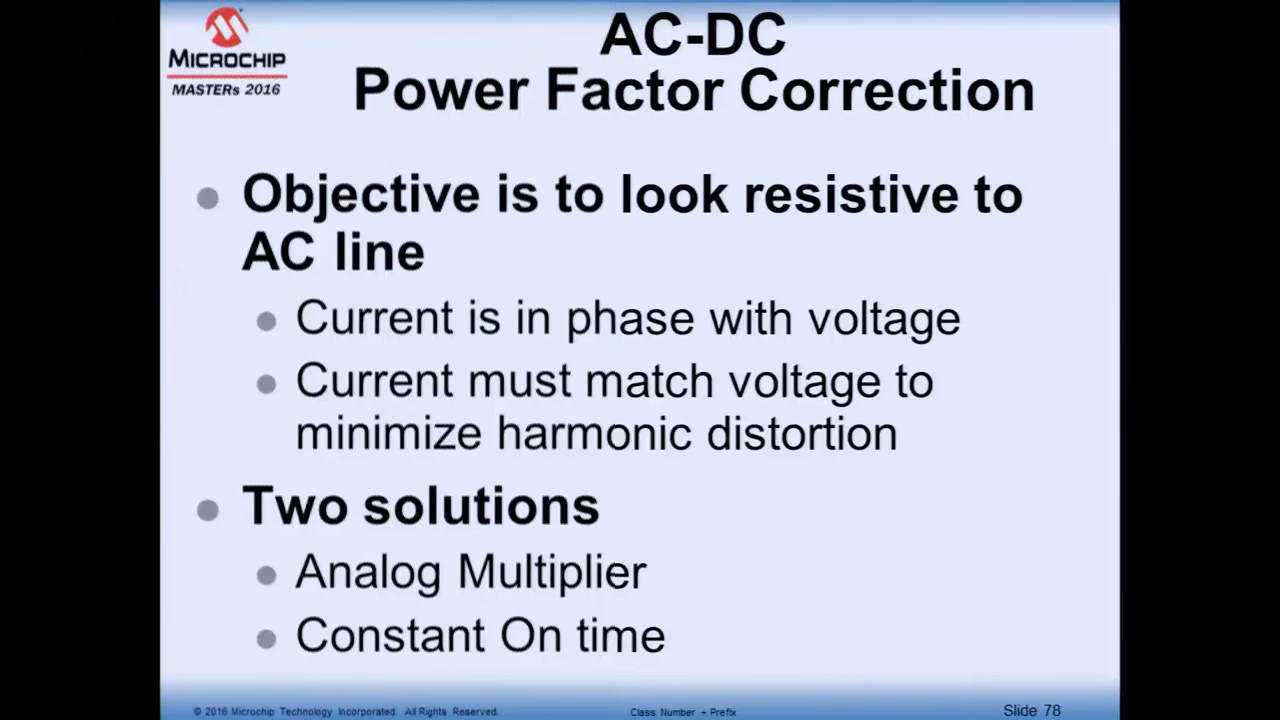 MICROCHIP
MASTERs 2016
AC-DC
Power Factor Correction
Objective is to look resistive to
AC line
Current is in phase with voltage
Current must match voltage to
minimize harmonic distortion
Two solutions
Analog Multiplier
Constant On time
© 2016 Microchip Technology Incorporated. All Rights Reserved.
Class Number + Prefix
Slide 78